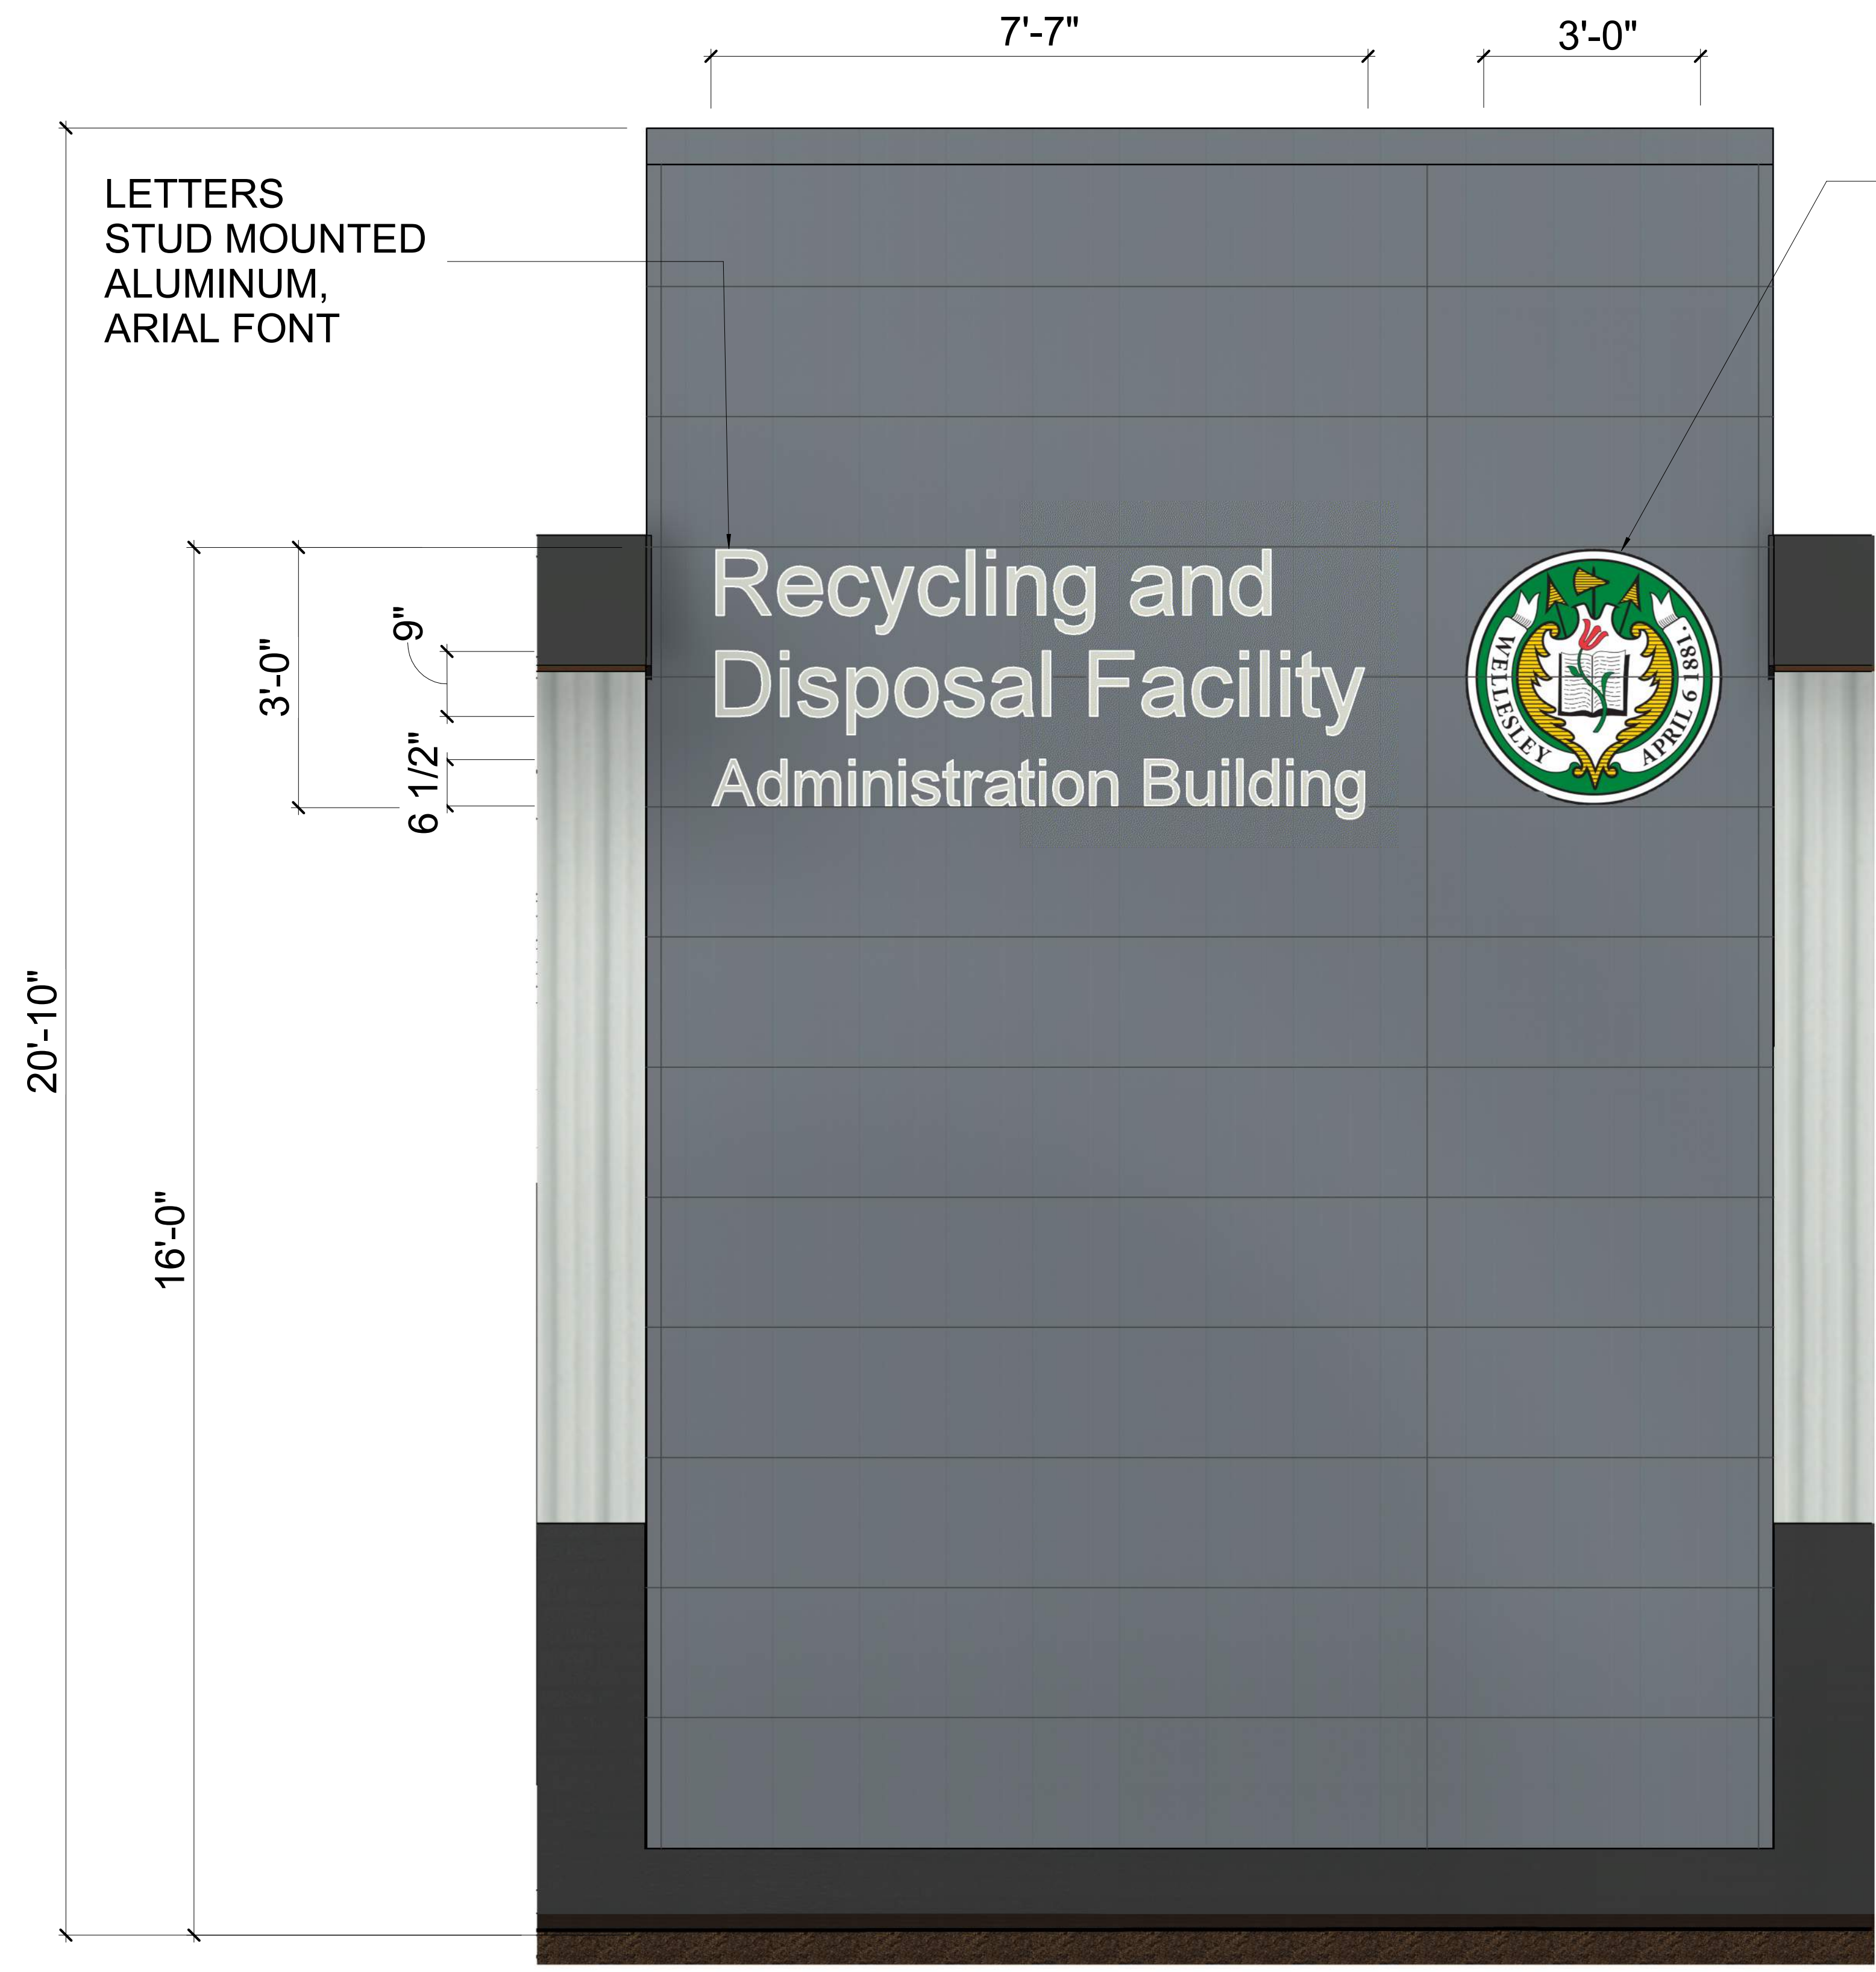 7'-7"
3'-0"
LETTERS
STUD MOUNTED
ALUMINUM,
ARIAL FONT
9"
3'-0"
6 1/2"
20'-10"
16'-0"
Recycling and
Disposal Facility
Administration Building
WELLESLEY
APRIL 6 1881.